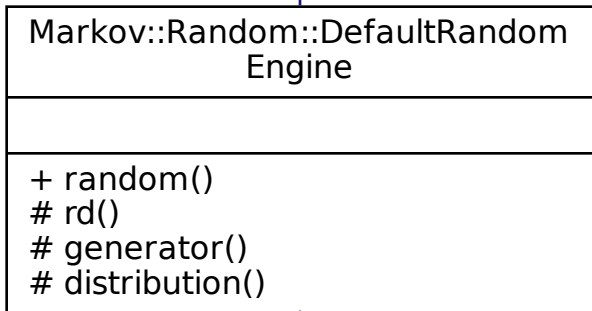 Markov::Random::DefaultRandom
Engine
+ random()
# rd()
# generator()
# distribution()